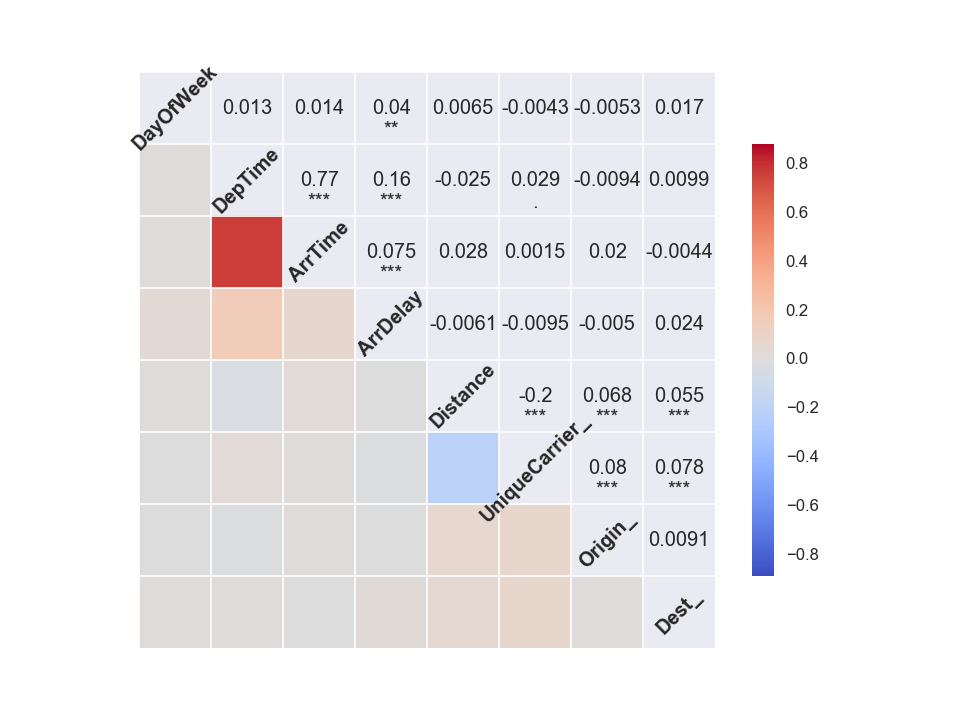 DayOfWeek 0.013 0.014 0.04 0.0065 -0.0043 -0.0053 0.017
**
DepTime 0.77 0.16 -0.025 0.029 -0.0094 0.0099
*** *** .
ArrTime 0.075 0.028 0.0015 0.02 -0.0044
***
ArrDelay -0.0061 -0.0095 -0.005 0.024
Distance -0.2 0.068 0.055
*** *** ***
UniqueCarrier_ 0.08 0.078
*** ***
Origin_ 0.0091
Dest_
0.8
0.6
0.4
0.2
0.0
−0.2
−0.4
−0.6
−0.8